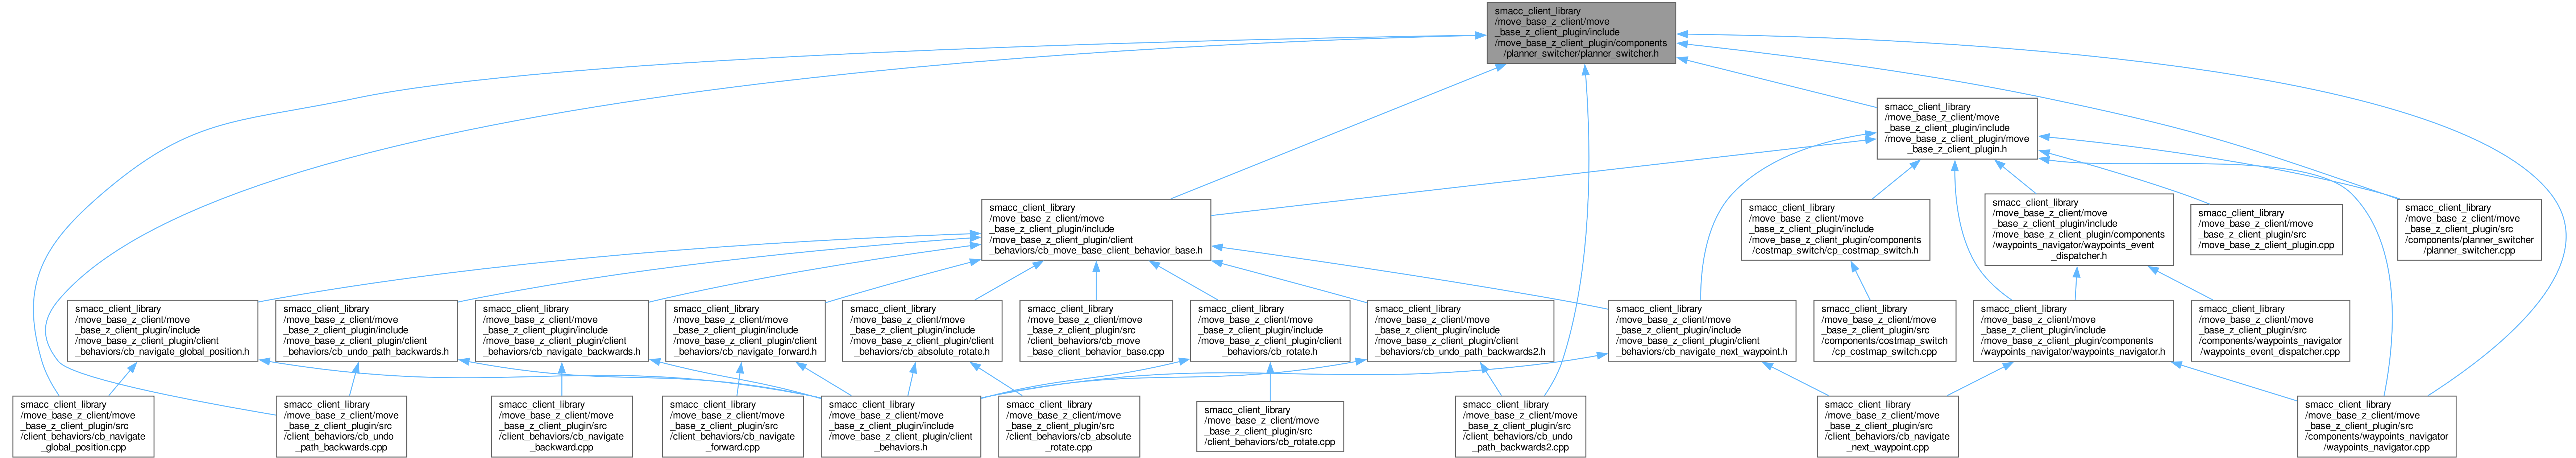 smacc_client_library
/move_base_z_client/move
_base_z_client_plugin/include
/move_base_z_client_plugin/components
/planner_switcher/planner_switcher.h
smacc_client_library
/move_base_z_client/move
_base_z_client_plugin/include
/move_base_z_client_plugin/move
_base_z_client_plugin.h
smacc_client_library
/move_base_z_client/move
_base_z_client_plugin/include
/move_base_z_client_plugin/client
_behaviors/cb_move_base_client_behavior_base.h
smacc_client_library
/move_base_z_client/move
_base_z_client_plugin/include
/move_base_z_client_plugin/components
/costmap_switch/cp_costmap_switch.h
smacc_client_library
/move_base_z_client/move
_base_z_client_plugin/include
/move_base_z_client_plugin/components
/waypoints_navigator/waypoints_event
_dispatcher.h
smacc_client_library
/move_base_z_client/move
_base_z_client_plugin/src
/move_base_z_client_plugin.cpp
smacc_client_library
/move_base_z_client/move
_base_z_client_plugin/src
/components/planner_switcher
/planner_switcher.cpp
smacc_client_library
/move_base_z_client/move
_base_z_client_plugin/include
/move_base_z_client_plugin/client
_behaviors/cb_navigate_global_position.h
smacc_client_library
/move_base_z_client/move
_base_z_client_plugin/include
/move_base_z_client_plugin/client
_behaviors/cb_undo_path_backwards.h
smacc_client_library
/move_base_z_client/move
_base_z_client_plugin/include
/move_base_z_client_plugin/client
_behaviors/cb_navigate_backwards.h
smacc_client_library
/move_base_z_client/move
_base_z_client_plugin/include
/move_base_z_client_plugin/client
_behaviors/cb_navigate_forward.h
smacc_client_library
/move_base_z_client/move
_base_z_client_plugin/include
/move_base_z_client_plugin/client
_behaviors/cb_absolute_rotate.h
smacc_client_library
/move_base_z_client/move
_base_z_client_plugin/src
/client_behaviors/cb_move
_base_client_behavior_base.cpp
smacc_client_library
/move_base_z_client/move
_base_z_client_plugin/include
/move_base_z_client_plugin/client
_behaviors/cb_rotate.h
smacc_client_library
/move_base_z_client/move
_base_z_client_plugin/include
/move_base_z_client_plugin/client
_behaviors/cb_undo_path_backwards2.h
smacc_client_library
/move_base_z_client/move
_base_z_client_plugin/include
/move_base_z_client_plugin/client
_behaviors/cb_navigate_next_waypoint.h
smacc_client_library
/move_base_z_client/move
_base_z_client_plugin/src
/components/costmap_switch
/cp_costmap_switch.cpp
smacc_client_library
/move_base_z_client/move
_base_z_client_plugin/include
/move_base_z_client_plugin/components
/waypoints_navigator/waypoints_navigator.h
smacc_client_library
/move_base_z_client/move
_base_z_client_plugin/src
/components/waypoints_navigator
/waypoints_event_dispatcher.cpp
smacc_client_library
/move_base_z_client/move
_base_z_client_plugin/src
/client_behaviors/cb_navigate
_global_position.cpp
smacc_client_library
/move_base_z_client/move
_base_z_client_plugin/src
/client_behaviors/cb_undo
_path_backwards.cpp
smacc_client_library
/move_base_z_client/move
_base_z_client_plugin/src
/client_behaviors/cb_navigate
_backward.cpp
smacc_client_library
/move_base_z_client/move
_base_z_client_plugin/src
/client_behaviors/cb_navigate
_forward.cpp
smacc_client_library
/move_base_z_client/move
_base_z_client_plugin/include
/move_base_z_client_plugin/client
_behaviors.h
smacc_client_library
/move_base_z_client/move
_base_z_client_plugin/src
/client_behaviors/cb_absolute
_rotate.cpp
smacc_client_library
/move_base_z_client/move
_base_z_client_plugin/src
/client_behaviors/cb_rotate.cpp
smacc_client_library
/move_base_z_client/move
_base_z_client_plugin/src
/client_behaviors/cb_undo
_path_backwards2.cpp
smacc_client_library
/move_base_z_client/move
_base_z_client_plugin/src
/client_behaviors/cb_navigate
_next_waypoint.cpp
smacc_client_library
/move_base_z_client/move
_base_z_client_plugin/src
/components/waypoints_navigator
/waypoints_navigator.cpp